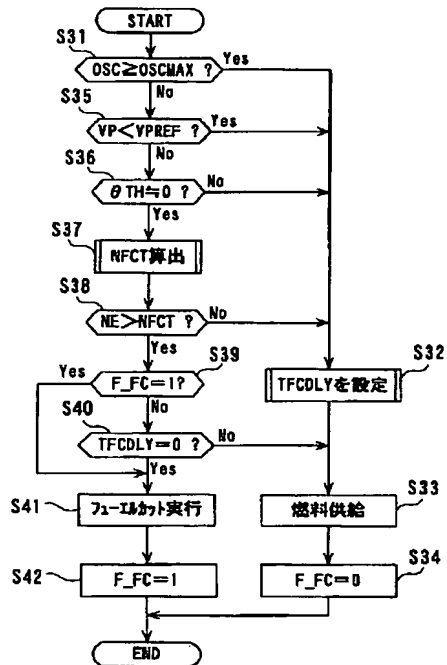 START
S31
OSC≧OSCMAX ?
Yes
No
S35
VP<VPREF ?
Yes
No
S36
θTH≒0 ?
No
Yes
S37
NFCT算出
S38
NE>NFCT ?
No
Yes
S39
Yes
F_FC=1?
S32
TFCDLYを設定
No
S40
TFCDLY=0 ?
No
Yes
S41
フューエルカット実行
S33
燃料供給
S42
F_FC=1
S34
F_FC=0
END